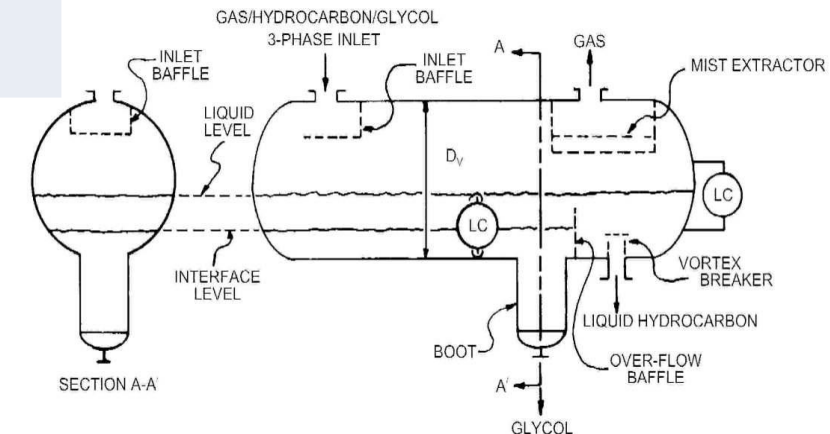 GAS/HYDROCARBON/GLYCOL
3-PHASE INLET
INLET
BAFFLE
INLET
BAFFLE
A
GAS
MIST EXTRACTOR
LIQUID
LEVEL
DV
LC
LC
INTERFACE
LEVEL
VORTEX
BREAKER
LIQUID HYDROCARBON
BOOT
OVER-FLOW
BAFFLE
SECTION A-A'
A'
GLYCOL